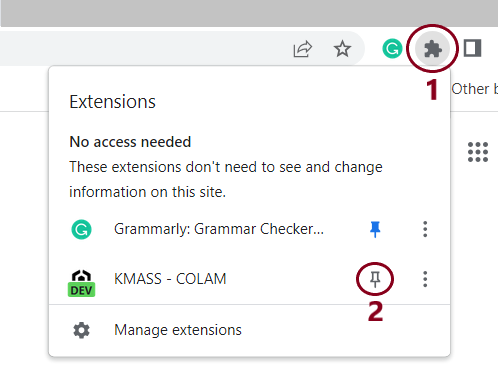 1
Other b
Extensions
No access needed
These extensions don't need to see and change
information on this site.
Grammarly: Grammar Checker...
KMASS - COLAM
DEV
2
Manage extensions